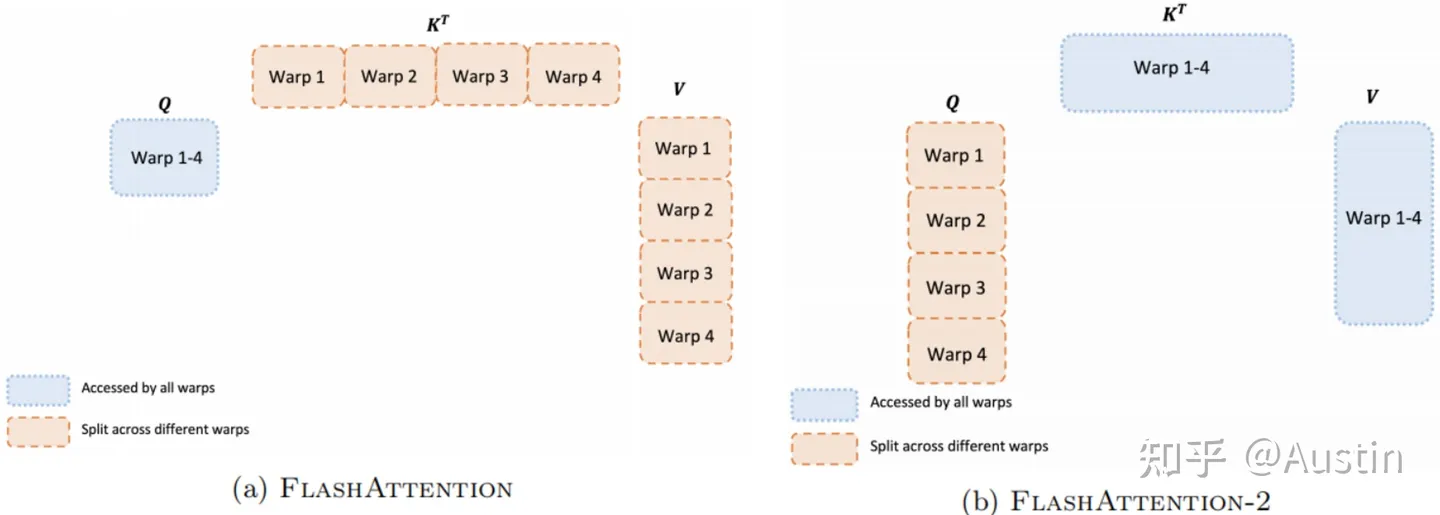 K^T
Warp 1 Warp 2 Warp 3 Warp 4
Q
Warp 1-4
V
Warp 1
Warp 2
Warp 3
Warp 4
Accessed by all warps
Split across different warps
(a) FLASHATTENTION
K^T
Warp 1-4
Q
Warp 1
Warp 2
Warp 3
Warp 4
V
Warp 1-4
Accessed by all warps
Split across different warps
知乎 @Austin
(b) FLASHATTENTION-2